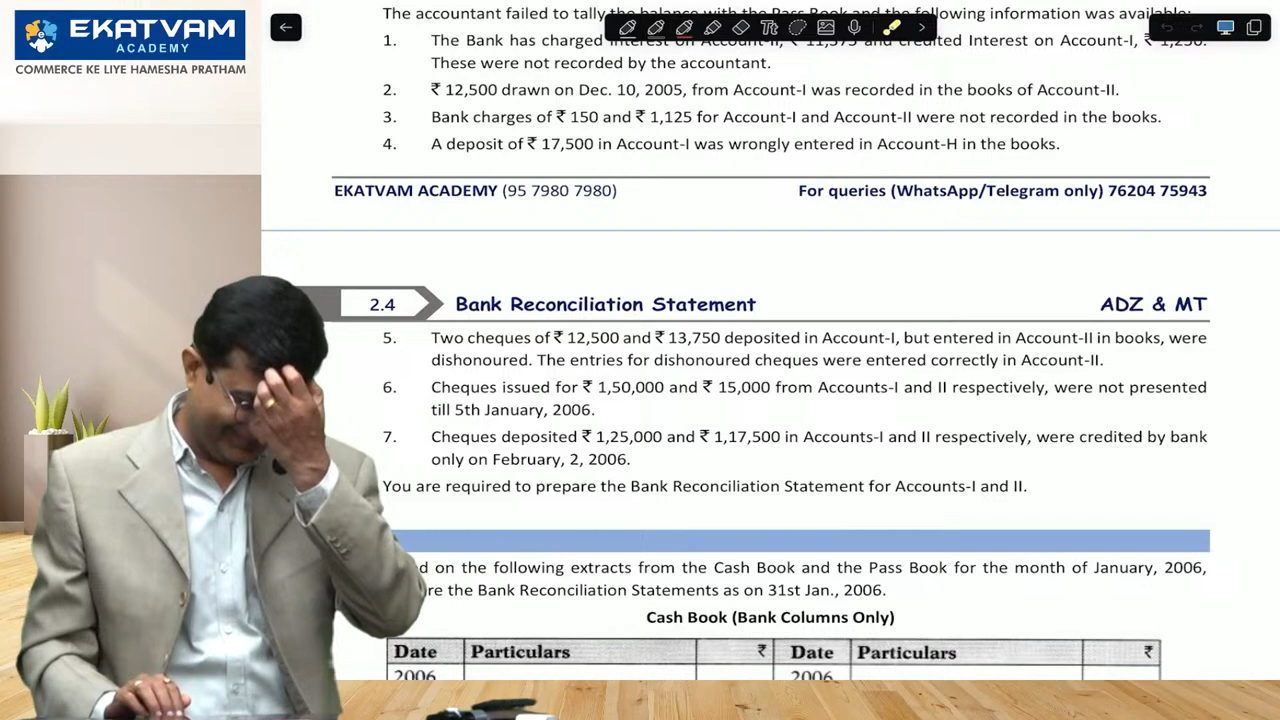 EKATVAM
ACADEMY
COMMERCE KE LIYE HAMESHA PRATHAM
The accountant failed to tally the balance with the Pass Book and the following information was available:
1. The Bank has charged Interest on Account-II, ₹ 11,375 and credited Interest on Account-I, ₹ 1,250.
These were not recorded by the accountant.
2. ₹ 12,500 drawn on Dec. 10, 2005, from Account-I was recorded in the books of Account-II.
3. Bank charges of ₹ 150 and ₹ 1,125 for Account-I and Account-II were not recorded in the books.
4. A deposit of ₹ 17,500 in Account-I was wrongly entered in Account-H in the books.
EKATVAM ACADEMY (95 7980 7980) For queries (WhatsApp/Telegram only) 76204 75943
2.4 Bank Reconciliation Statement ADZ & MT
5. Two cheques of ₹ 12,500 and ₹ 13,750 deposited in Account-I, but entered in Account-II in books, were
dishonoured. The entries for dishonoured cheques were entered correctly in Account-II.
6. Cheques issued for ₹ 1,50,000 and ₹ 15,000 from Accounts-I and II respectively, were not presented
till 5th January, 2006.
7. Cheques deposited ₹ 1,25,000 and ₹ 1,17,500 in Accounts-I and II respectively, were credited by bank
only on February, 2, 2006.
You are required to prepare the Bank Reconciliation Statement for Accounts-I and II.
on the following extracts from the Cash Book and the Pass Book for the month of January, 2006,
the Bank Reconciliation Statements as on 31st Jan., 2006.
Cash Book (Bank Columns Only)
Date Particulars ₹ Date Particulars ₹
2006 2006